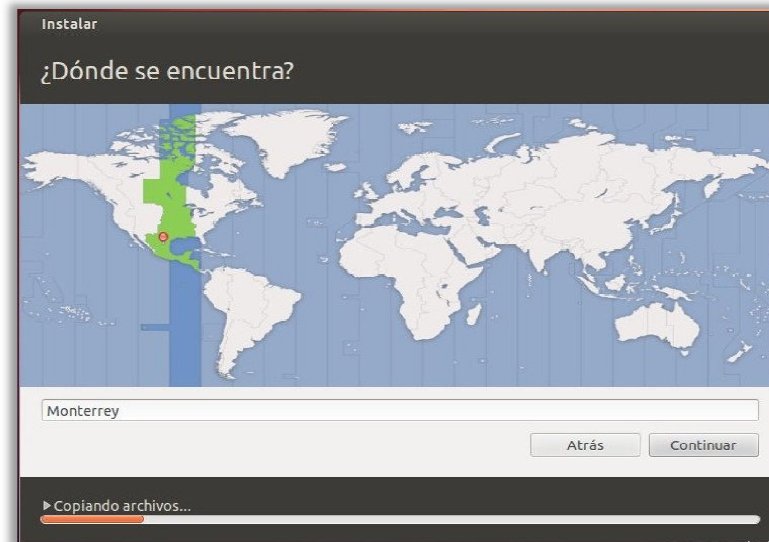 Instalar
¿Dónde se encuentra?
Monterrey
Atrás
Continuar
Copiando archivos...